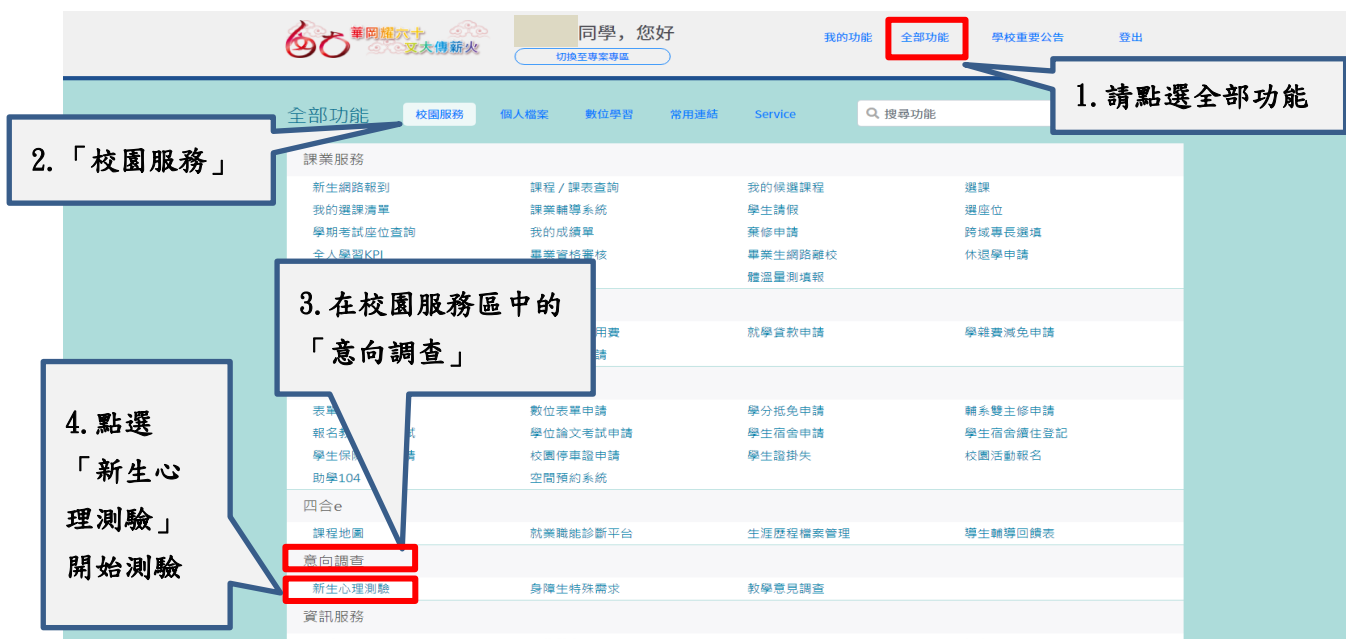 華岡耀六十
文大傳薪火
同學，您好
切換至專案專區
我的功能 全部功能 學校重要公告 登出
1.請點選全部功能
全部功能 校園服務 個人檔案 數位學習 常用連結 Service 搜尋功能
2.「校園服務」
課業服務
新生網路報到 課程 / 課表查詢 我的候選課程 選課
我的選課清單 課業輔導系統 學生請假 選座位
學期考試座位查詢 我的成績單 棄修申請 跨域專長選填
全人學習KPI 畢業資格審核 畢業生網路離校 休退學申請
體溫量測填報
3.在校園服務區中的
「意向調查」
用費 就學貸款申請 學雜費減免申請
請
4.點選
「新生心
理測驗」
開始測驗
表單 數位表單申請 學分抵免申請 輔系雙主修申請
報名教 試 學位論文考試申請 學生宿舍申請 學生宿舍續住登記
學生保險 請 校園停車證申請 學生證掛失 校園活動報名
助學104 空間預約系統
四合e
課程地圖 就業職能診斷平台 生涯歷程檔案管理 導生輔導回饋表
意向調查
新生心理測驗 身障生特殊需求 教學意見調查
資訊服務